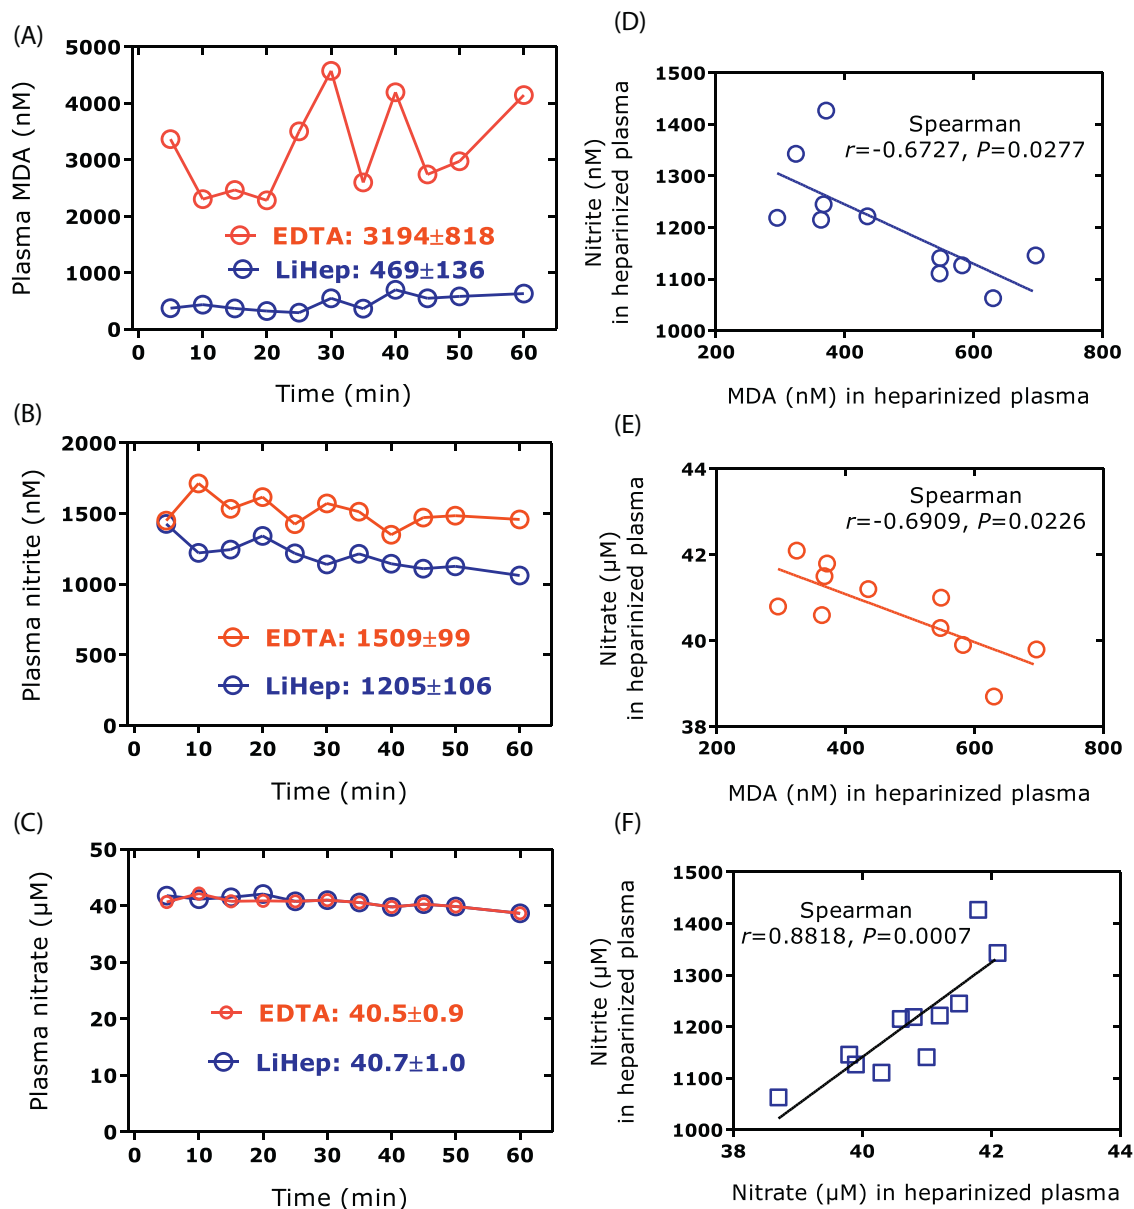 (A)
5000
4000
3000
2000
1000
0
Plasma MDA (nM)
EDTA: 3194±818
LiHep: 469±136
0 10 20 30 40 50 60
Time (min)
(B)
2000
1500
1000
500
0
Plasma nitrite (nM)
EDTA: 1509±99
LiHep: 1205±106
0 10 20 30 40 50 60
Time (min)
(C)
50
40
30
20
10
0
Plasma nitrate (µM)
EDTA: 40.5±0.9
LiHep: 40.7±1.0
0 10 20 30 40 50 60
Time (min)
(D)
1500
1400
1300
1200
1100
1000
Nitrite (nM)
in heparinized plasma
Spearman
r=-0.6727, P=0.0277
200 400 600 800
MDA (nM) in heparinized plasma
(E)
44
42
40
38
Nitrate (µM)
in heparinized plasma
Spearman
r=-0.6909, P=0.0226
200 400 600 800
MDA (nM) in heparinized plasma
(F)
1500
1400
1300
1200
1100
1000
Nitrite (µM)
in heparinized plasma
Spearman
r=0.8818, P=0.0007
38 40 42 44
Nitrate (µM) in heparinized plasma